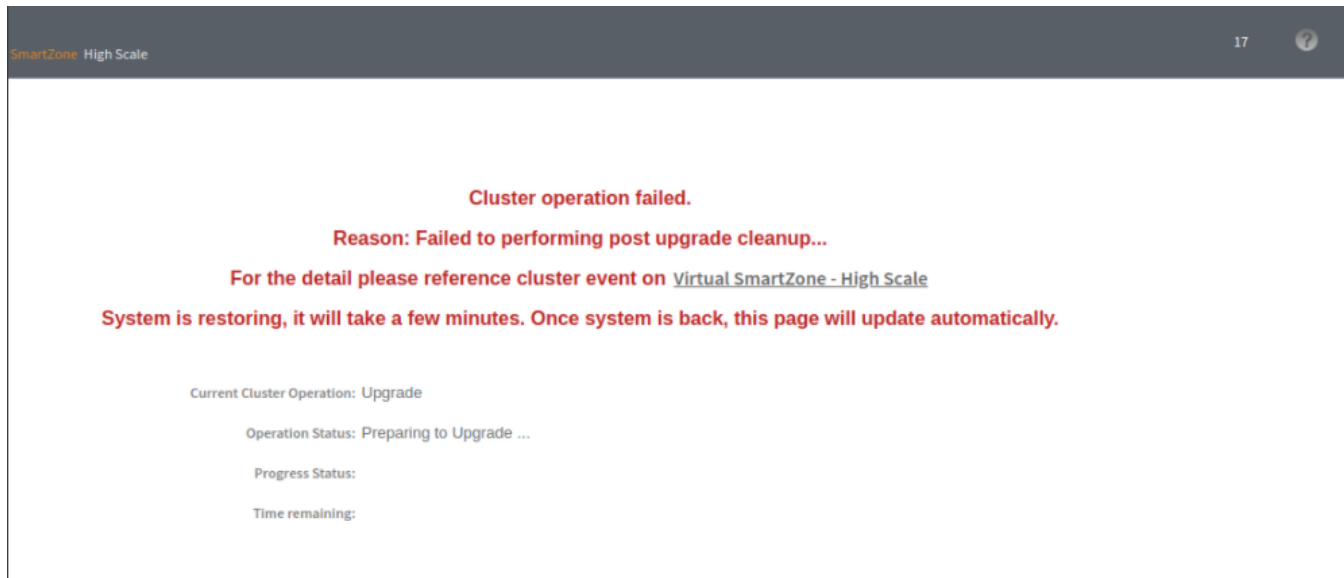 SmartZone High Scale
17
?
Cluster operation failed.
Reason: Failed to performing post upgrade cleanup...
For the detail please reference cluster event on Virtual SmartZone - High Scale
System is restoring, it will take a few minutes. Once system is back, this page will update automatically.
Current Cluster Operation: Upgrade
Operation Status: Preparing to Upgrade ...
Progress Status:
Time remaining: